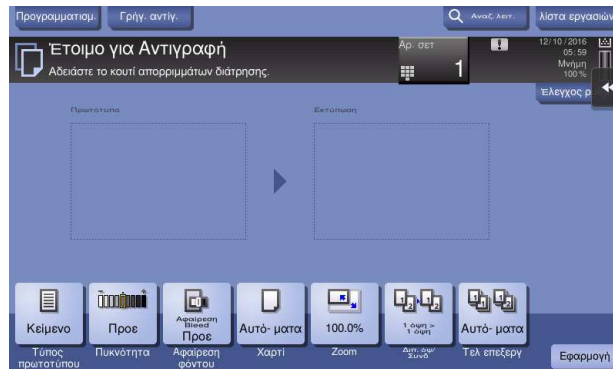 Προγραμματισμ.
Γρήγ. αντίγ.
Αναζ. λειτ.
λίστα εργασιών
Έτοιμο για Αντιγραφή
Αδειάστε το κουτί απορριμμάτων διάτρησης.
Αρ. σετ
1
12/10/2016
05:59
Μνήμη
100%
Έλεγχος ρ
Πρωτότυπο
Εκτύπωση
Κείμενο
Προε
Αφαίρεση
Bleed
Προε
Αυτό- ματα
100.0%
1 όψη >
1 όψη
Αυτό- ματα
Τύπος
πρωτοτύπου
Πυκνότητα
Αφαίρεση
φόντου
Χαρτί
Zoom
Διπ. όψ/
Συνδ
Τελ επεξεργ
Εφαρμογή